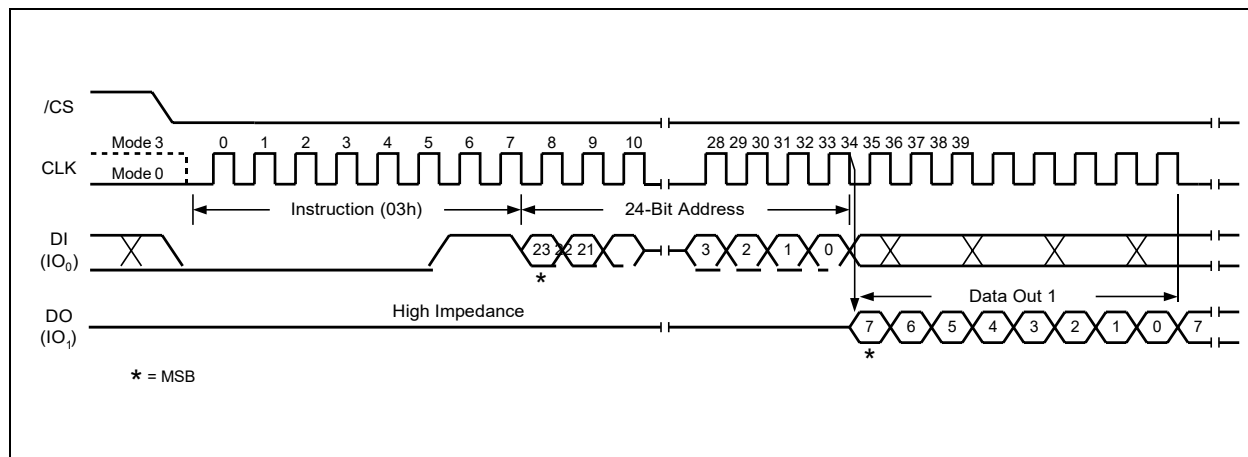 /CS
Mode 3 0 1 2 3 4 5 6 7 8 9 10 28 29 30 31 32 33 34 35 36 37 38 39
CLK
Mode 0
Instruction (03h) 24-Bit Address
DI
(IO0)
23 22 21 3 2 1 0
*
High Impedance Data Out 1
DO
(IO1)
7 6 5 4 3 2 1 0 7
*
* = MSB